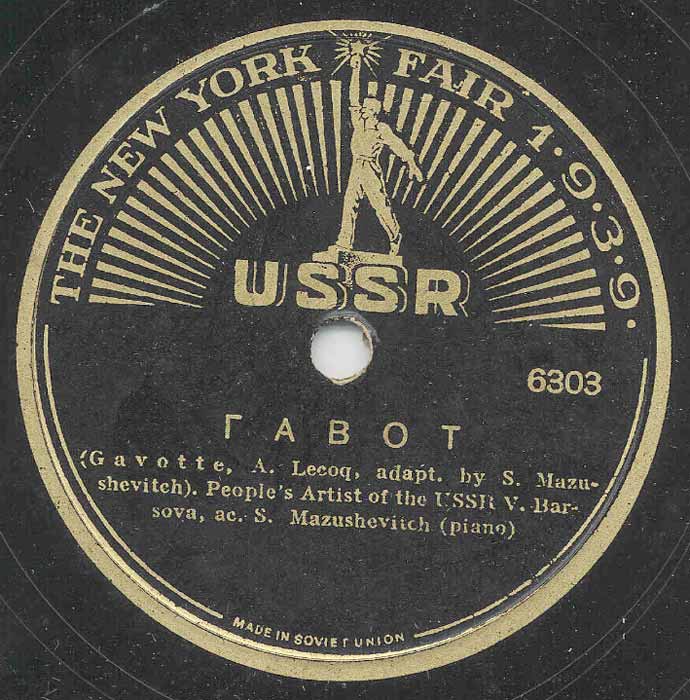 THE NEW YORK FAIR 1·9·3·9·
USSR
6303
ГАВОТ
(Gavotte, A. Lecoq, adapt. by S. Mazu-
shevitch). People's Artist of the USSR V. Bar-
sova, ac. S. Mazushevitch (piano)
MADE IN SOVIET UNION